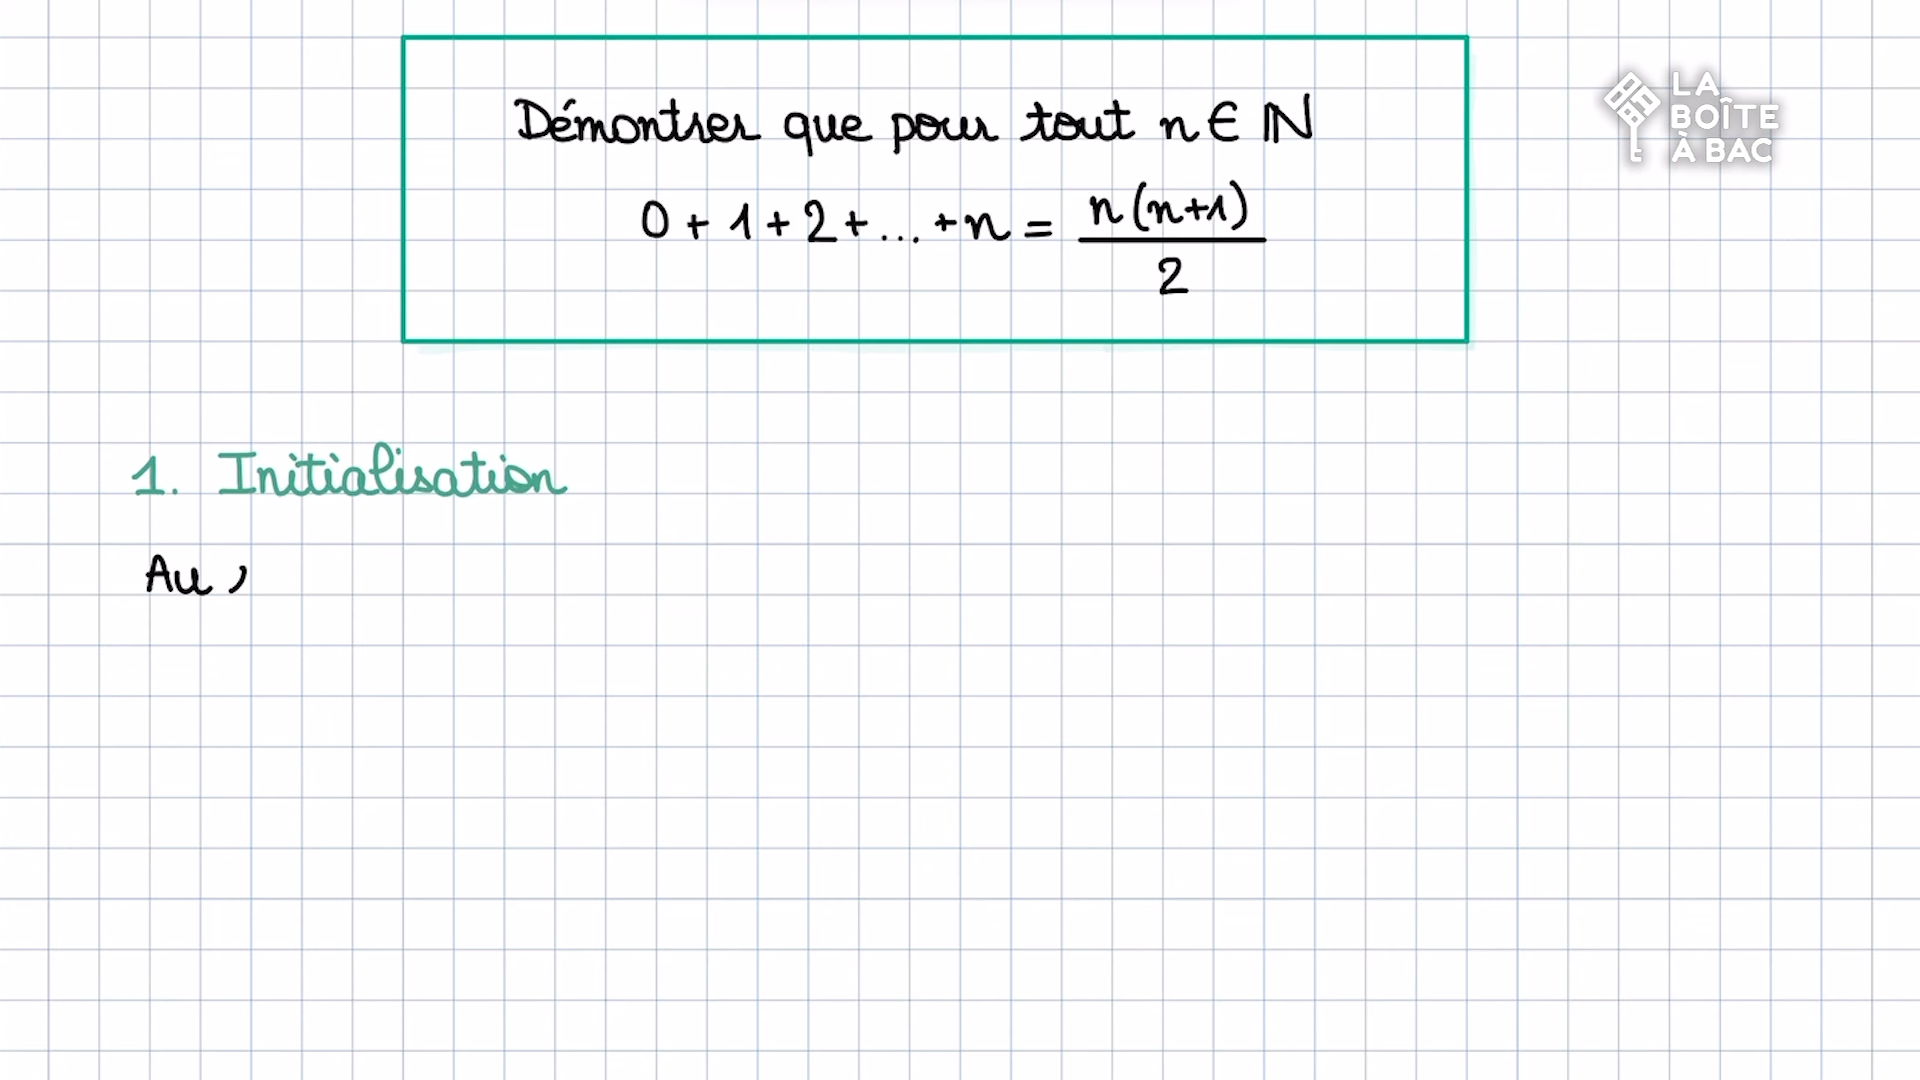 Démontrer que pour tout n ∈ ℕ
0 + 1 + 2 + ... + n = n(n+1)/2
LA
BOÎTE
À BAC
1. Initialisation
Au